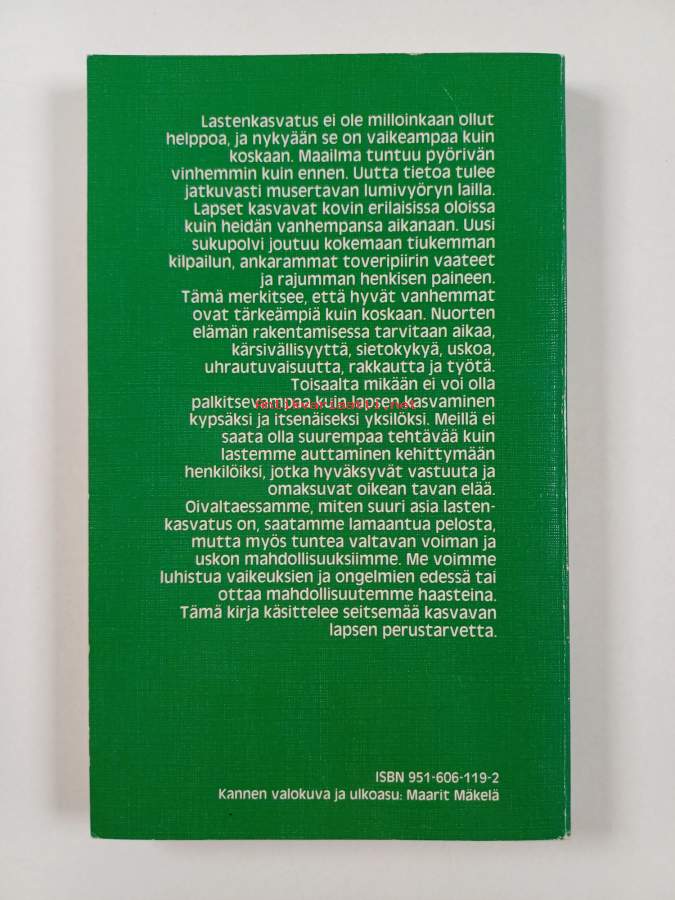 Lastenkasvatus ei ole milloinkaan ollut
helppoa, ja nykyään se on vaikeampaa kuin
koskaan. Maailma tuntuu pyörivän
vinhemmin kuin ennen. Uutta tietoa tulee
jatkuvasti musertavan lumivyöryn lailla.
Lapset kasvavat kovin erilaisissa oloissa
kuin heidän vanhempansa aikanaan. Uusi
sukupolvi joutuu kokemaan tiukemman
kilpailun, ankarammat toveripiirin vaateet
ja rajumman henkisen paineen.
Tämä merkitsee, että hyvät vanhemmat
ovat tärkeämpiä kuin koskaan. Nuorten
elämän rakentamisessa tarvitaan aikaa,
kärsivällisyyttä, sietokykyä, uskoa,
uhrautuvaisuutta, rakkautta ja työtä.
Toisaalta mikään ei voi olla
palkitsevampaa kuin lapsen kasvaminen
kypsäksi ja itsenäiseksi yksilöksi. Meillä ei
saata olla suurempaa tehtävää kuin
lastemme auttaminen kehittymään
henkilöiksi, jotka hyväksyvät vastuuta ja
omaksuvat oikean tavan elää.
Oivaltaessamme, miten suuri asia lasten-
kasvatus on, saatamme lamaantua pelosta,
mutta myös tuntea valtavan voiman ja
uskon mahdollisuuksiimme. Me voimme
luhistua vaikeuksien ja ongelmien edessä tai
ottaa mahdollisuutemme haasteina.
Tämä kirja käsittelee seitsemää kasvavan
lapsen perustarvetta.
ISBN 951-606-119-2
Kannen valokuva ja ulkoasu: Maarit Mäkelä